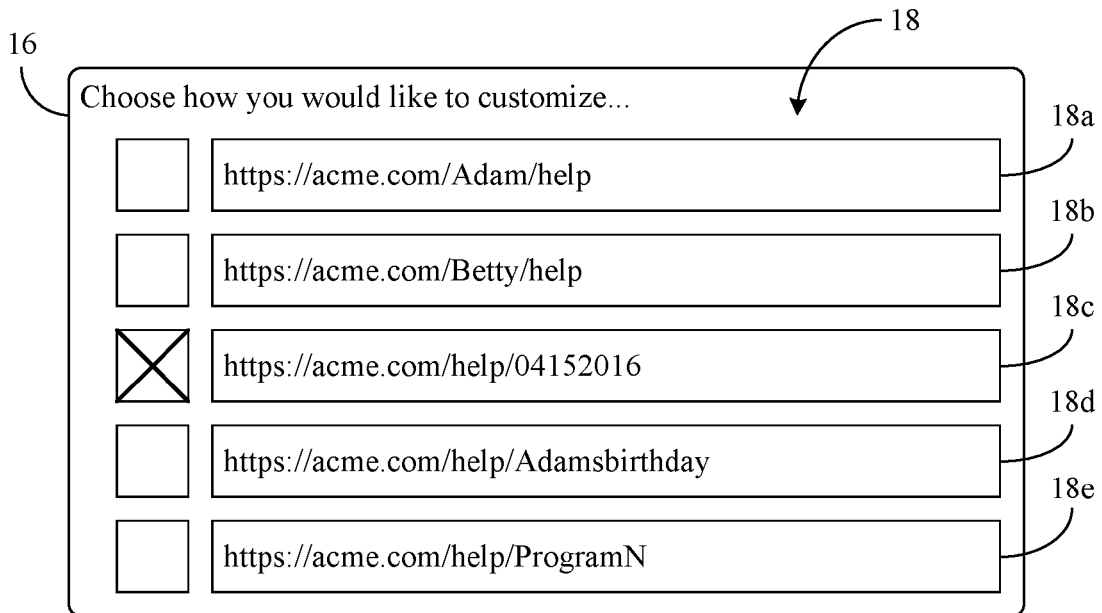 18
16
Choose how you would like to customize...
18a
https://acme.com/Adam/help
18b
https://acme.com/Betty/help
18c
https://acme.com/help/04152016
18d
https://acme.com/help/Adamsbirthday
18e
https://acme.com/help/ProgramN